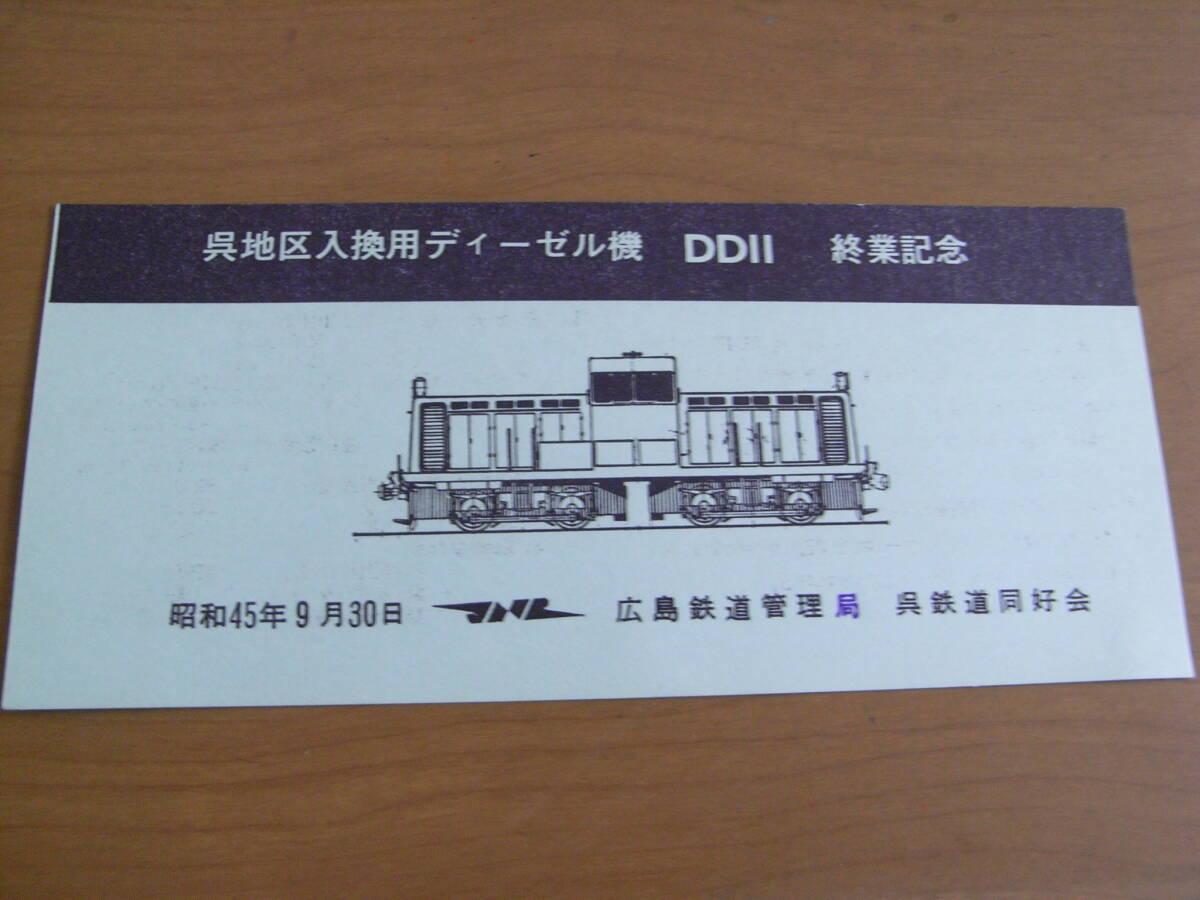 呉地区入換用ディーゼル機 DD11 終業記念
昭和45年9月30日 JNR 広島鉄道管理局 呉鉄道同好会